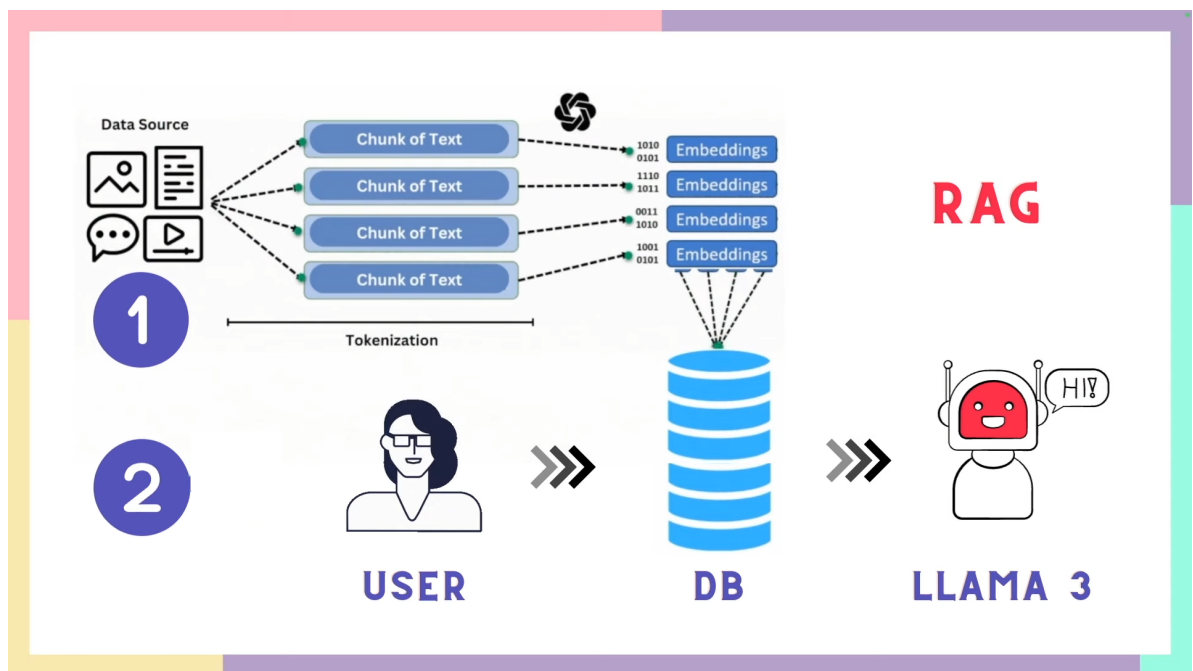 Data Source
Chunk of Text
Chunk of Text
Chunk of Text
Chunk of Text
1010
0101
Embeddings
1110
1011
Embeddings
0011
1010
Embeddings
1001
0101
Embeddings
RAG
1
Tokenization
HI!
2
USER
DB
LLAMA 3